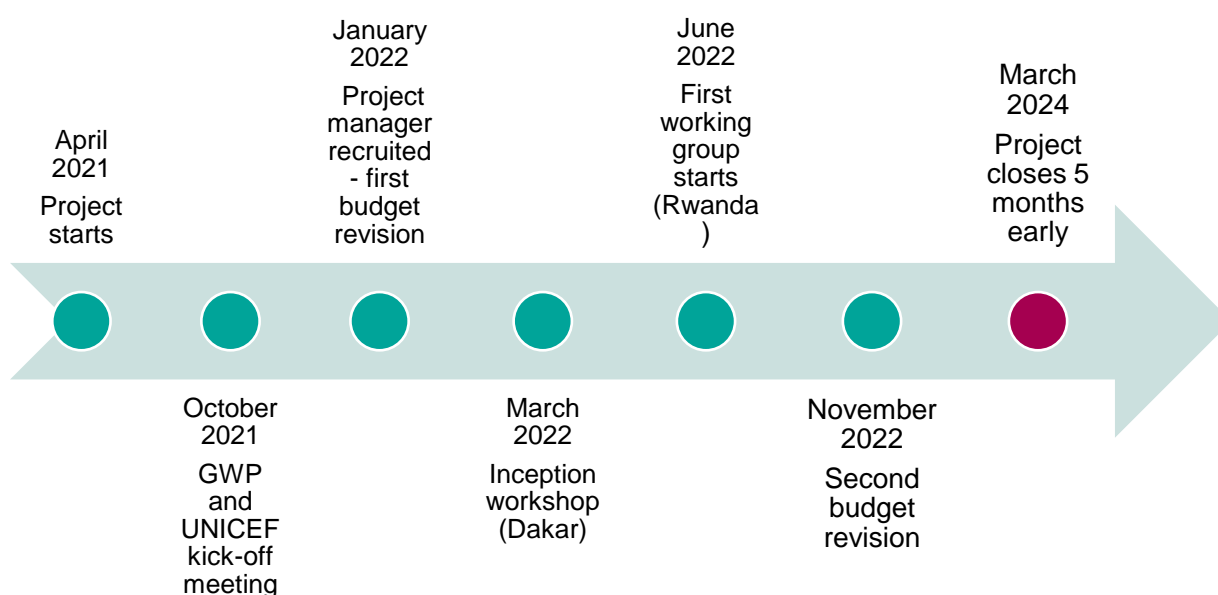 April
2021
Project
starts
October
2021
GWP
and
UNICEF
kick-off
meeting
January
2022
Project
manager
recruited
- first
budget
revision
March
2022
Inception
workshop
(Dakar)
June
2022
First
working
group
starts
(Rwanda
)
November
2022
Second
budget
revision
March
2024
Project
closes 5
months
early